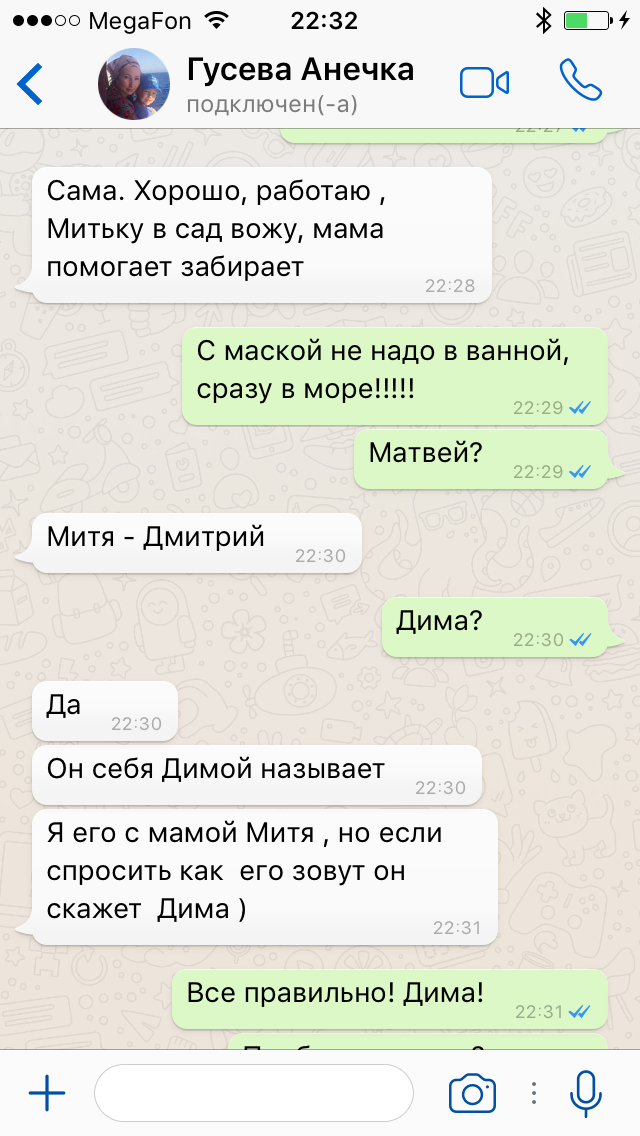 MegaFon 22:32
Гусева Анечка
подключен(-а)
22:27
Сама. Хорошо, работаю ,
Митьку в сад вожу, мама
помогает забирает
22:28
С маской не надо в ванной,
сразу в море!!!!!
22:29
Матвей?
22:29
Митя - Дмитрий
22:30
Дима?
22:30
Да
22:30
Он себя Димой называет
22:30
Я его с мамой Митя , но если
спросить как его зовут он
скажет Дима )
22:31
Все правильно! Дима!
22:31